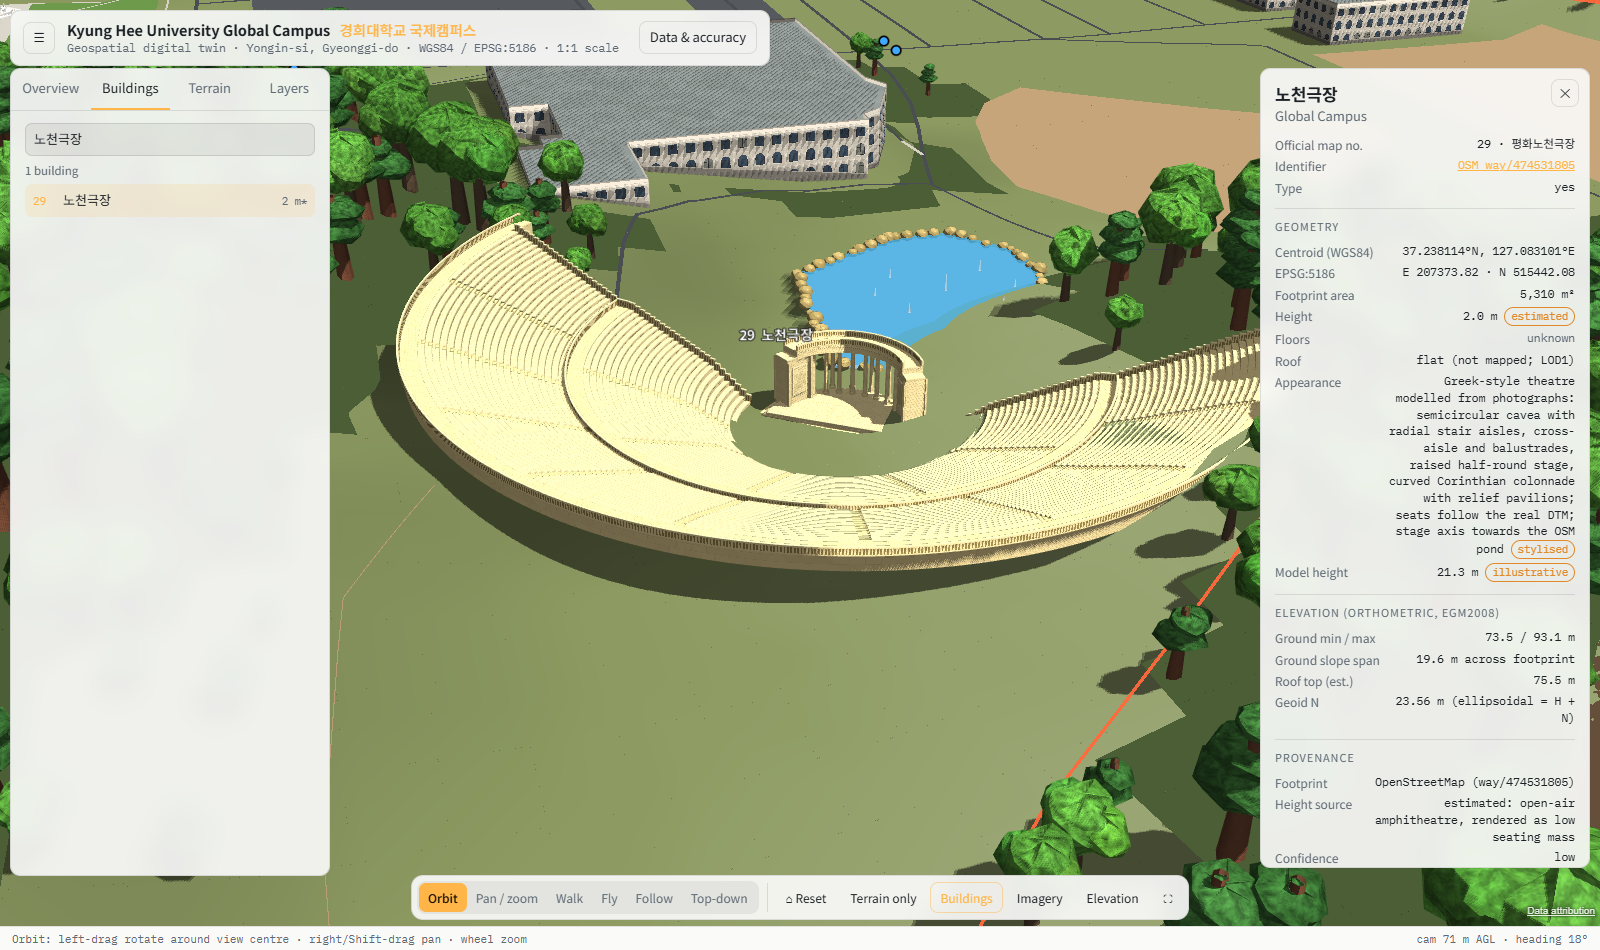 ☰
Kyung Hee University Global Campus 경희대학교 국제캠퍼스
Geospatial digital twin · Yongin-si, Gyeonggi-do · WGS84 / EPSG:5186 · 1:1 scale
Data & accuracy
Overview Buildings Terrain Layers
노천극장
1 building
29 노천극장 2 m*
29 노천극장
노천극장
Global Campus
Official map no. 29 · 평화노천극장
Identifier OSM way/474531805
Type yes
GEOMETRY
Centroid (WGS84) 37.238114°N, 127.083101°E
EPSG:5186 E 207373.82 · N 515442.08
Footprint area 5,310 m²
Height 2.0 m estimated
Floors unknown
Roof flat (not mapped; LOD1)
Appearance Greek-style theatre
modelled from photographs:
semicircular cavea with
radial stair aisles, cross-
aisle and balustrades,
raised half-round stage,
curved Corinthian colonnade
with relief pavilions;
seats follow the real DTM;
stage axis towards the OSM
pond stylised
Model height 21.3 m illustrative
ELEVATION (ORTHOMETRIC, EGM2008)
Ground min / max 73.5 / 93.1 m
Ground slope span 19.6 m across footprint
Roof top (est.) 75.5 m
Geoid N 23.56 m (ellipsoidal = H +
N)
PROVENANCE
Footprint OpenStreetMap (way/474531805)
Height source estimated: open-air
amphitheatre, rendered as low
seating mass
Confidence low
Orbit Pan / zoom Walk Fly Follow Top-down ⌂ Reset Terrain only Buildings Imagery Elevation
Data attribution
Orbit: left-drag rotate around view centre · right/Shift-drag pan · wheel zoom
cam 71 m AGL · heading 18°